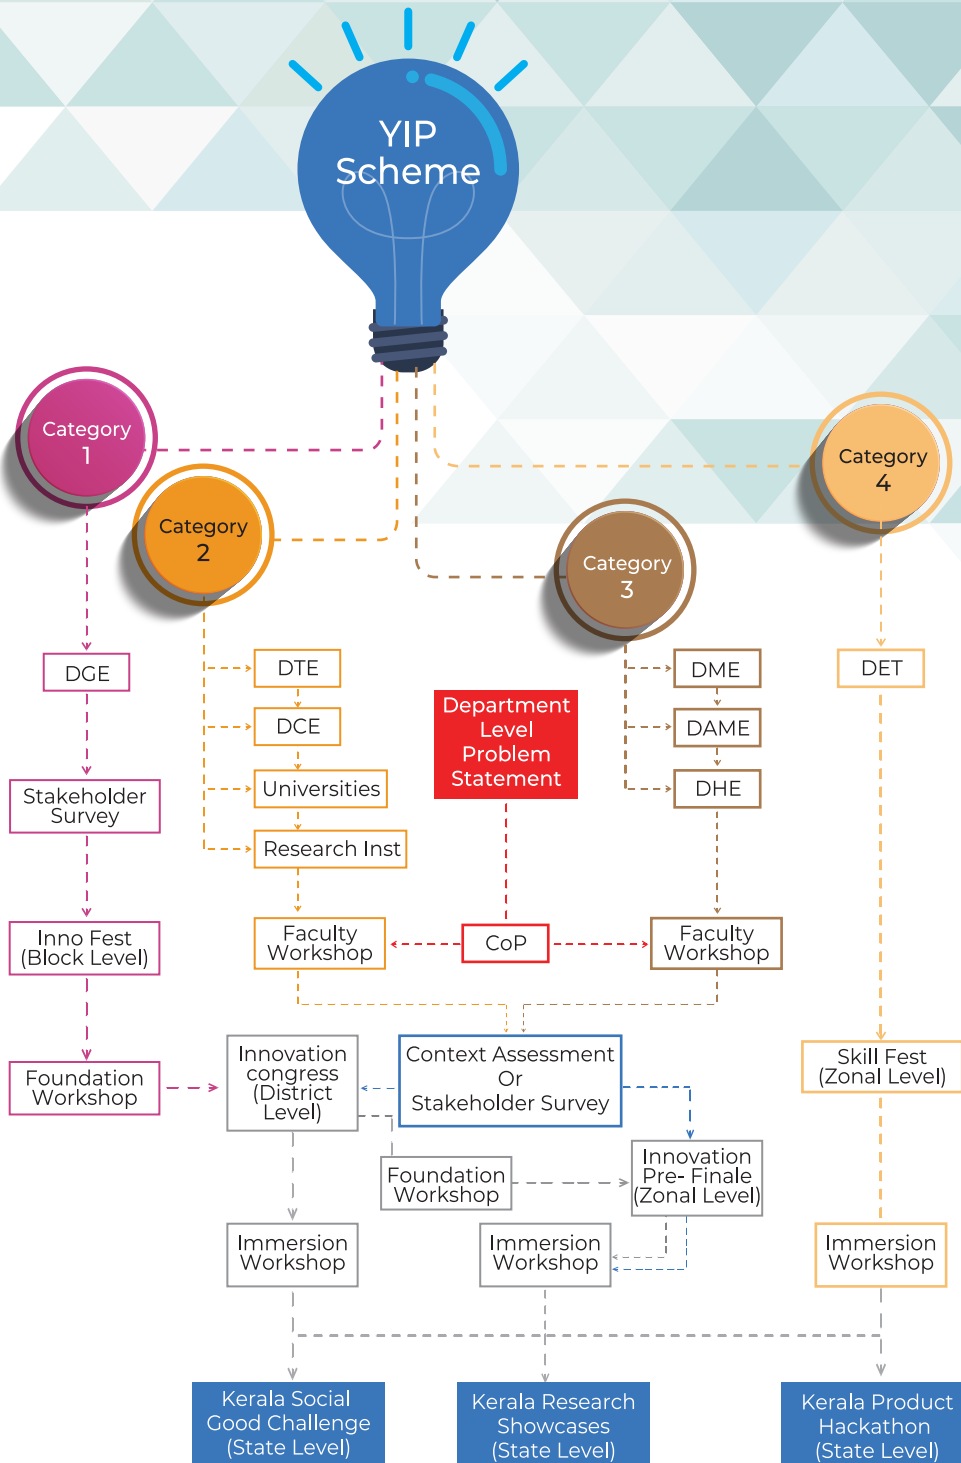 YIP
Scheme
Category
1
Category
2
Category
3
Category
4
DGE
Stakeholder
Survey
Inno Fest
(Block Level)
Foundation
Workshop
DTE
DCE
Universities
Research Inst
Faculty
Workshop
Department
Level
Problem
Statement
CoP
DME
DAME
DHE
Faculty
Workshop
DET
Skill Fest
(Zonal Level)
Innovation
congress
(District
Level)
Context Assessment
Or
Stakeholder Survey
Foundation
Workshop
Innovation
Pre- Finale
(Zonal Level)
Immersion
Workshop
Immersion
Workshop
Immersion
Workshop
Kerala Social
Good Challenge
(State Level)
Kerala Research
Showcases
(State Level)
Kerala Product
Hackathon
(State Level)